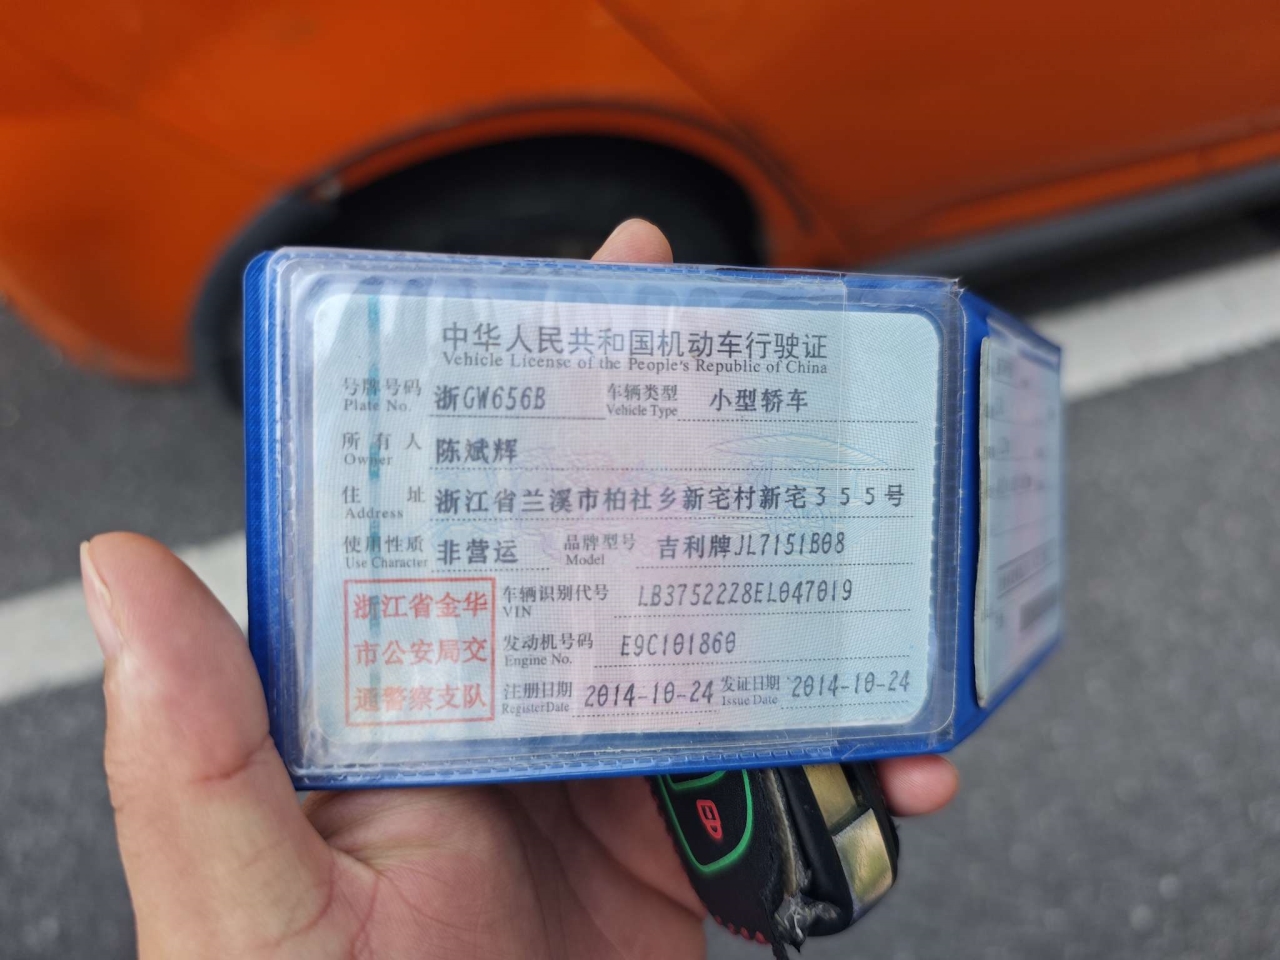 中华人民共和国机动车行驶证
Vehicle License of the People's Republic of China
号牌号码 浙GW656B 车辆类型 小型轿车
Plate No. Vehicle Type
所有人 陈斌辉
Owner
住址 浙江省兰溪市柏社乡新宅村新宅355号
Address
使用性质 非营运 品牌型号 吉利牌JL7151B08
Use Character Model
浙江省金华
市公安局交
通警察支队
车辆识别代号 LB37522Z8EL047019
VIN
发动机号码 E9C101860
Engine No.
注册日期 2014-10-24 发证日期 2014-10-24
Register Date Issue Date